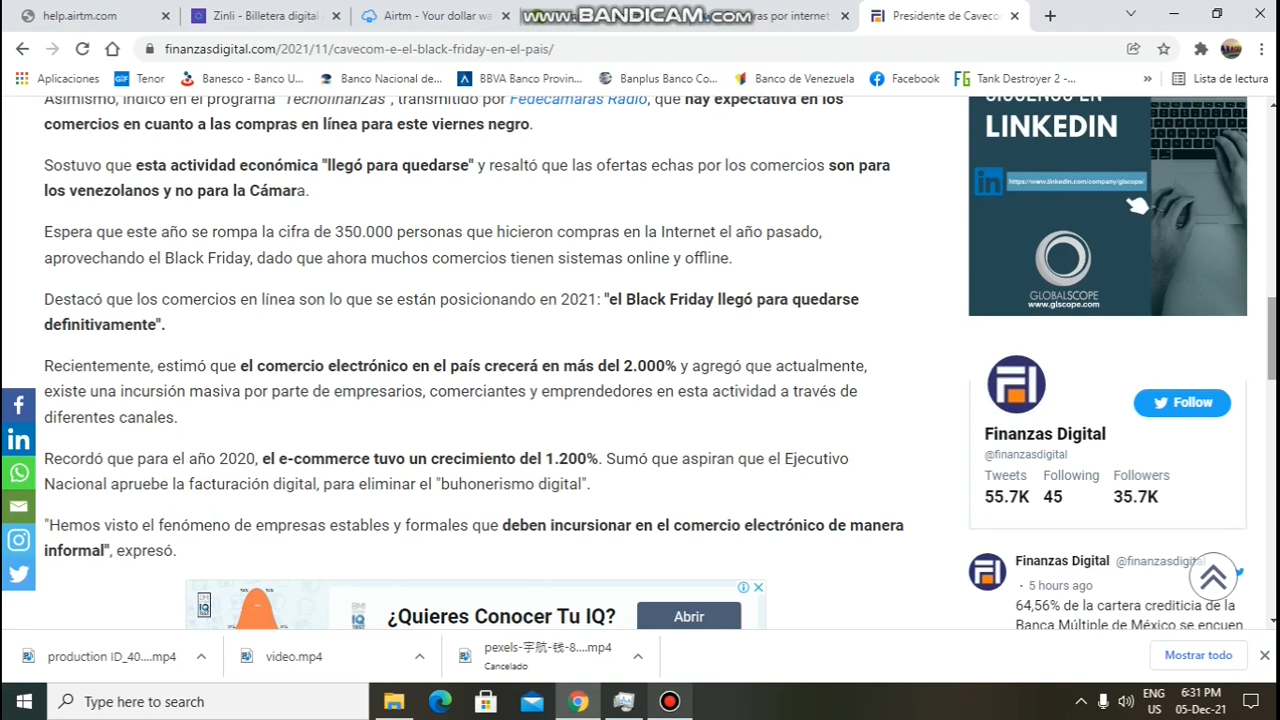 help.airtm.com
Zinli - Billetera digital
Airtm - Your dollar wa
www.BANDICAM.com
ras por internet
Presidente de Caveco
finanzasdigital.com/2021/11/cavecom-e-el-black-friday-en-el-pais/
Aplicaciones
Tenor
Banesco - Banco U...
Banco Nacional de...
BBVA Banco Provin...
Banplus Banco Co...
Banco de Venezuela
Facebook
Tank Destroyer 2 -...
»
Lista de lectura
Asimismo, indicó en el programa "Tecnofinanzas", transmitido por Fedecámaras Radio, que hay expectativa en los
comercios en cuanto a las compras en línea para este viernes negro.
Sostuvo que esta actividad económica "llegó para quedarse" y resaltó que las ofertas echas por los comercios son para
los venezolanos y no para la Cámara.
Espera que este año se rompa la cifra de 350.000 personas que hicieron compras en la Internet el año pasado,
aprovechando el Black Friday, dado que ahora muchos comercios tienen sistemas online y offline.
Destacó que los comercios en línea son lo que se están posicionando en 2021: "el Black Friday llegó para quedarse
definitivamente".
Recientemente, estimó que el comercio electrónico en el país crecerá en más del 2.000% y agregó que actualmente,
existe una incursión masiva por parte de empresarios, comerciantes y emprendedores en esta actividad a través de
diferentes canales.
Recordó que para el año 2020, el e-commerce tuvo un crecimiento del 1.200%. Sumó que aspiran que el Ejecutivo
Nacional apruebe la facturación digital, para eliminar el "buhonerismo digital".
"Hemos visto el fenómeno de empresas estables y formales que deben incursionar en el comercio electrónico de manera
informal", expresó.
¿Quieres Conocer Tu IQ?
Abrir
SÍGUENOS EN
LINKEDIN
https://www.linkedin.com/company/glscope/
GLOBALSCOPE
www.glscope.com
Follow
Finanzas Digital
@finanzasdigital
Tweets Following Followers
55.7K 45 35.7K
Finanzas Digital @finanzasdigital
· 5 hours ago
64,56% de la cartera crediticia de la
Banca Múltiple de México se encuen
production ID_40....mp4
video.mp4
pexels-宇航-钱-8....mp4
Cancelado
Mostrar todo
Type here to search
ENG
US
6:31 PM
05-Dec-21